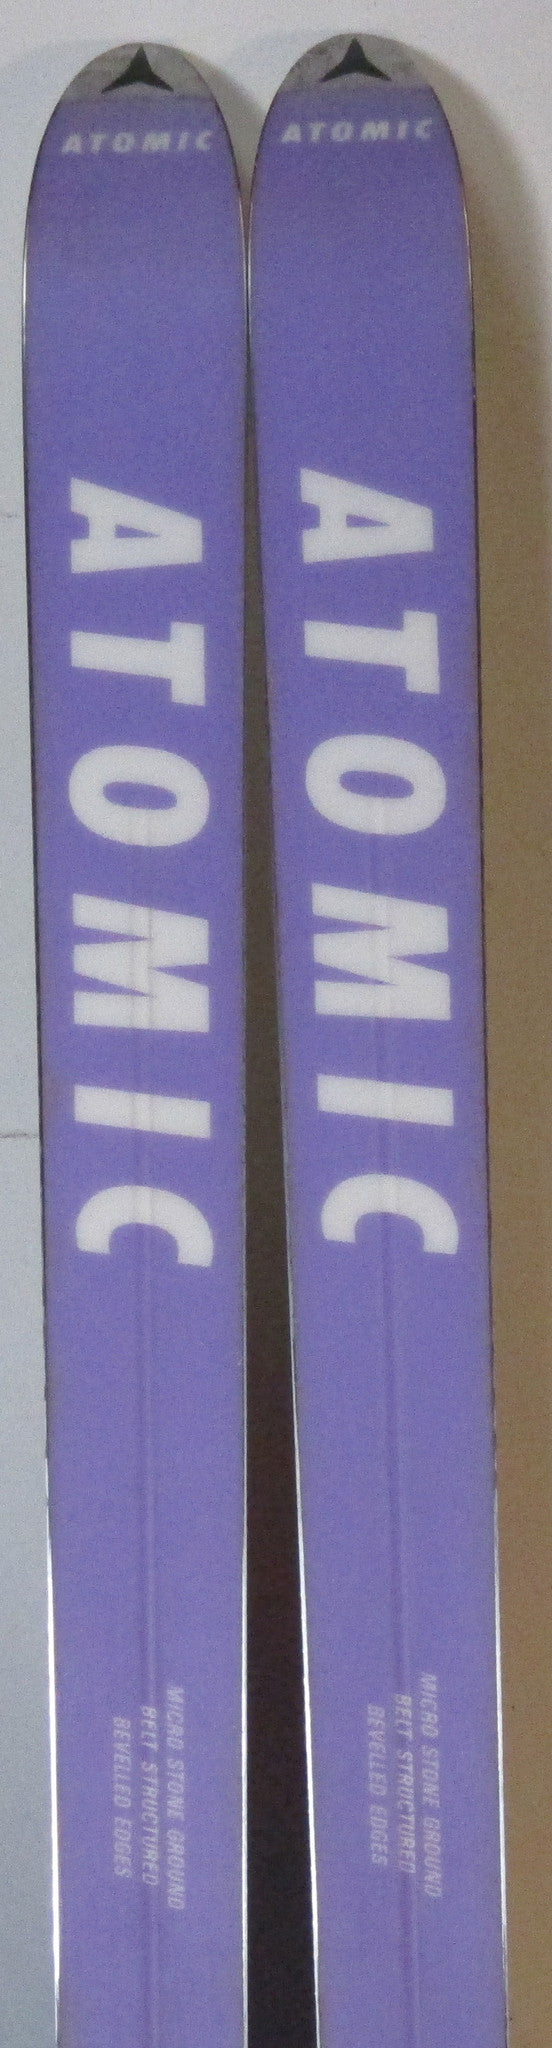 ATOMIC
ATOMIC
ATOMIC
ATOMIC
MICRO STONE GROUND
BELT STRUCTURED
BEVELLED EDGES
MICRO STONE GROUND
BELT STRUCTURED
BEVELLED EDGES